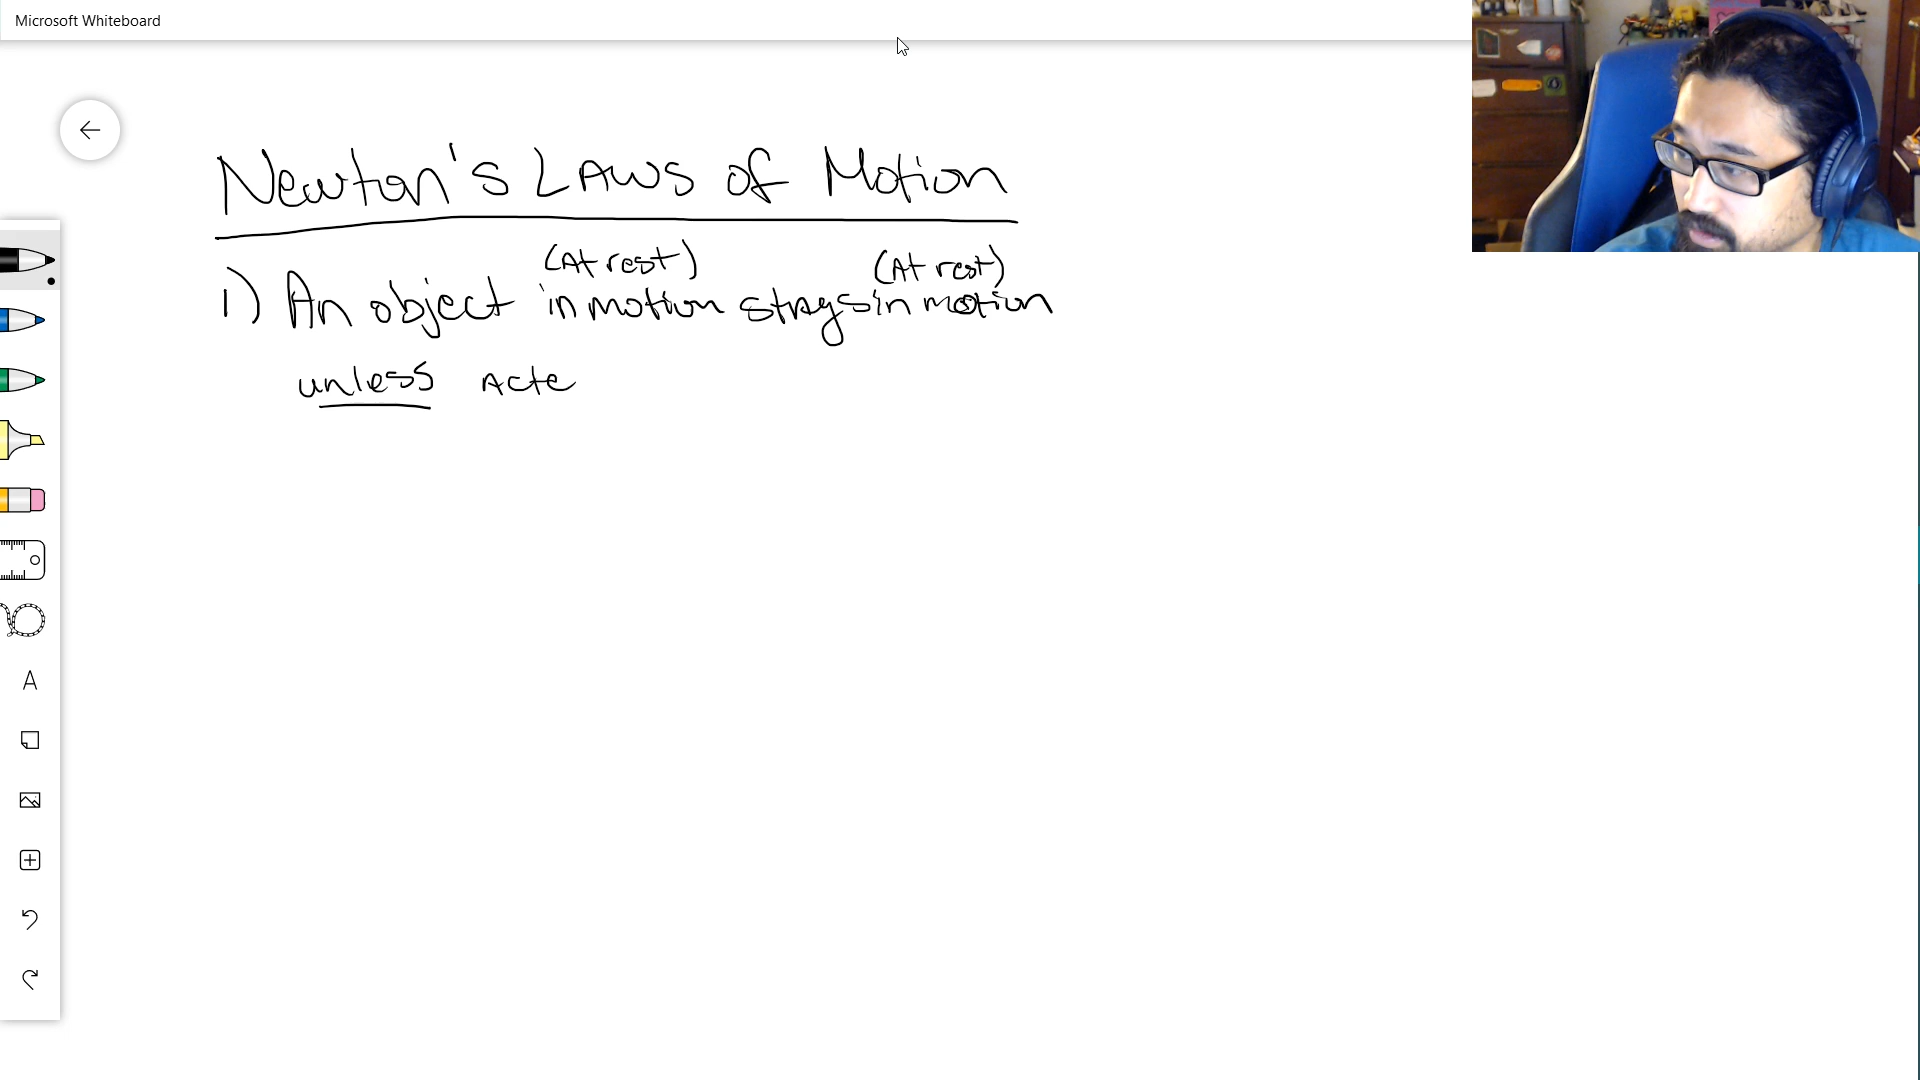 Microsoft Whiteboard
Newton's LAWS of Motion
(At rest) (At rest)
1) An object in motion stays in motion
unless Acte
A